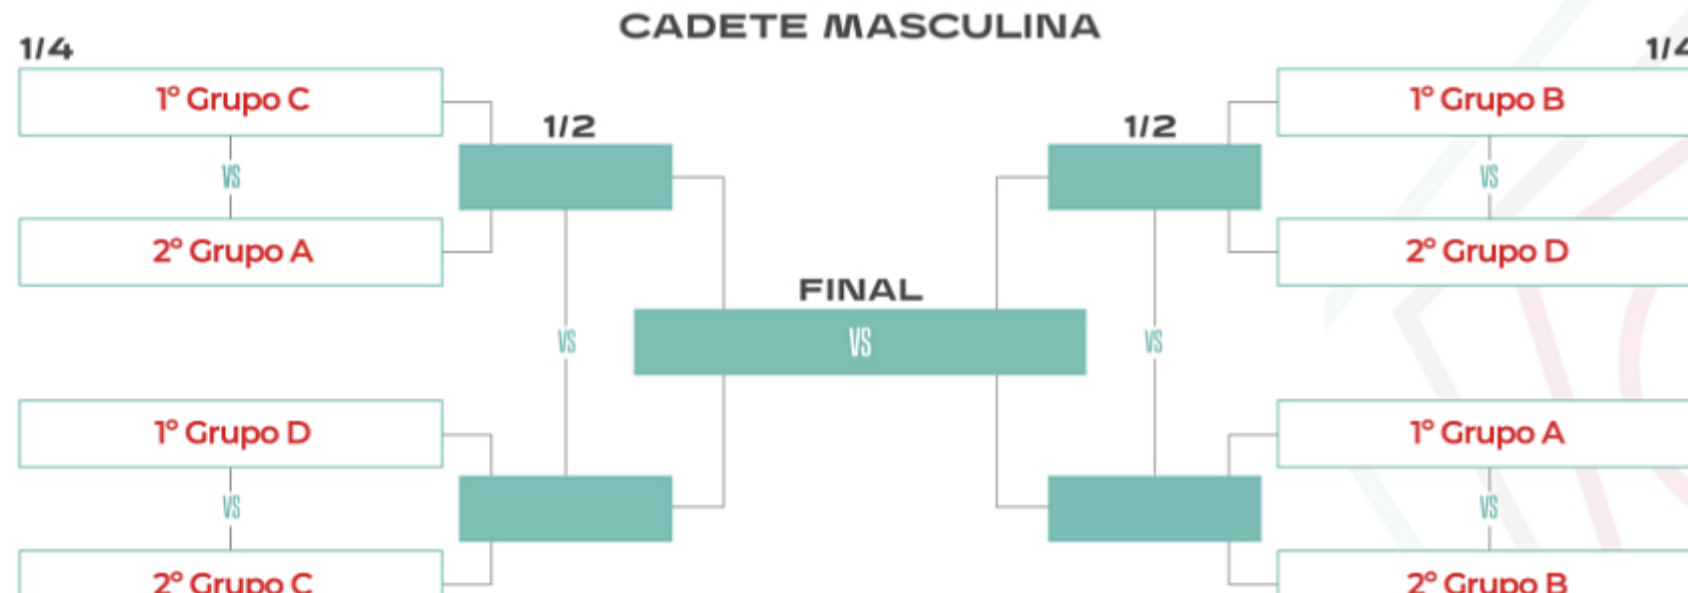 CADETE MASCULINA
1/4
1/4
1º Grupo C
1º Grupo B
1/2
1/2
VS
VS
2º Grupo A
2º Grupo D
FINAL
VS
VS
VS
1º Grupo D
1º Grupo A
VS
VS
2º Grupo C
2º Grupo B